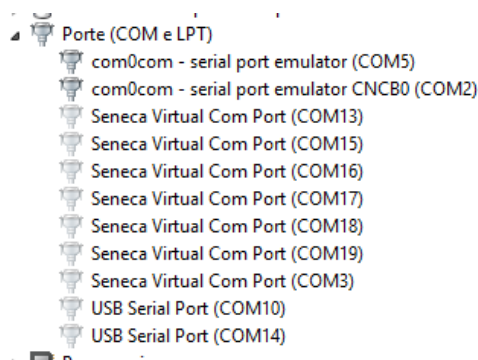 Porte (COM e LPT)
com0com - serial port emulator (COM5)
com0com - serial port emulator CNCB0 (COM2)
Seneca Virtual Com Port (COM13)
Seneca Virtual Com Port (COM15)
Seneca Virtual Com Port (COM16)
Seneca Virtual Com Port (COM17)
Seneca Virtual Com Port (COM18)
Seneca Virtual Com Port (COM19)
Seneca Virtual Com Port (COM3)
USB Serial Port (COM10)
USB Serial Port (COM14)